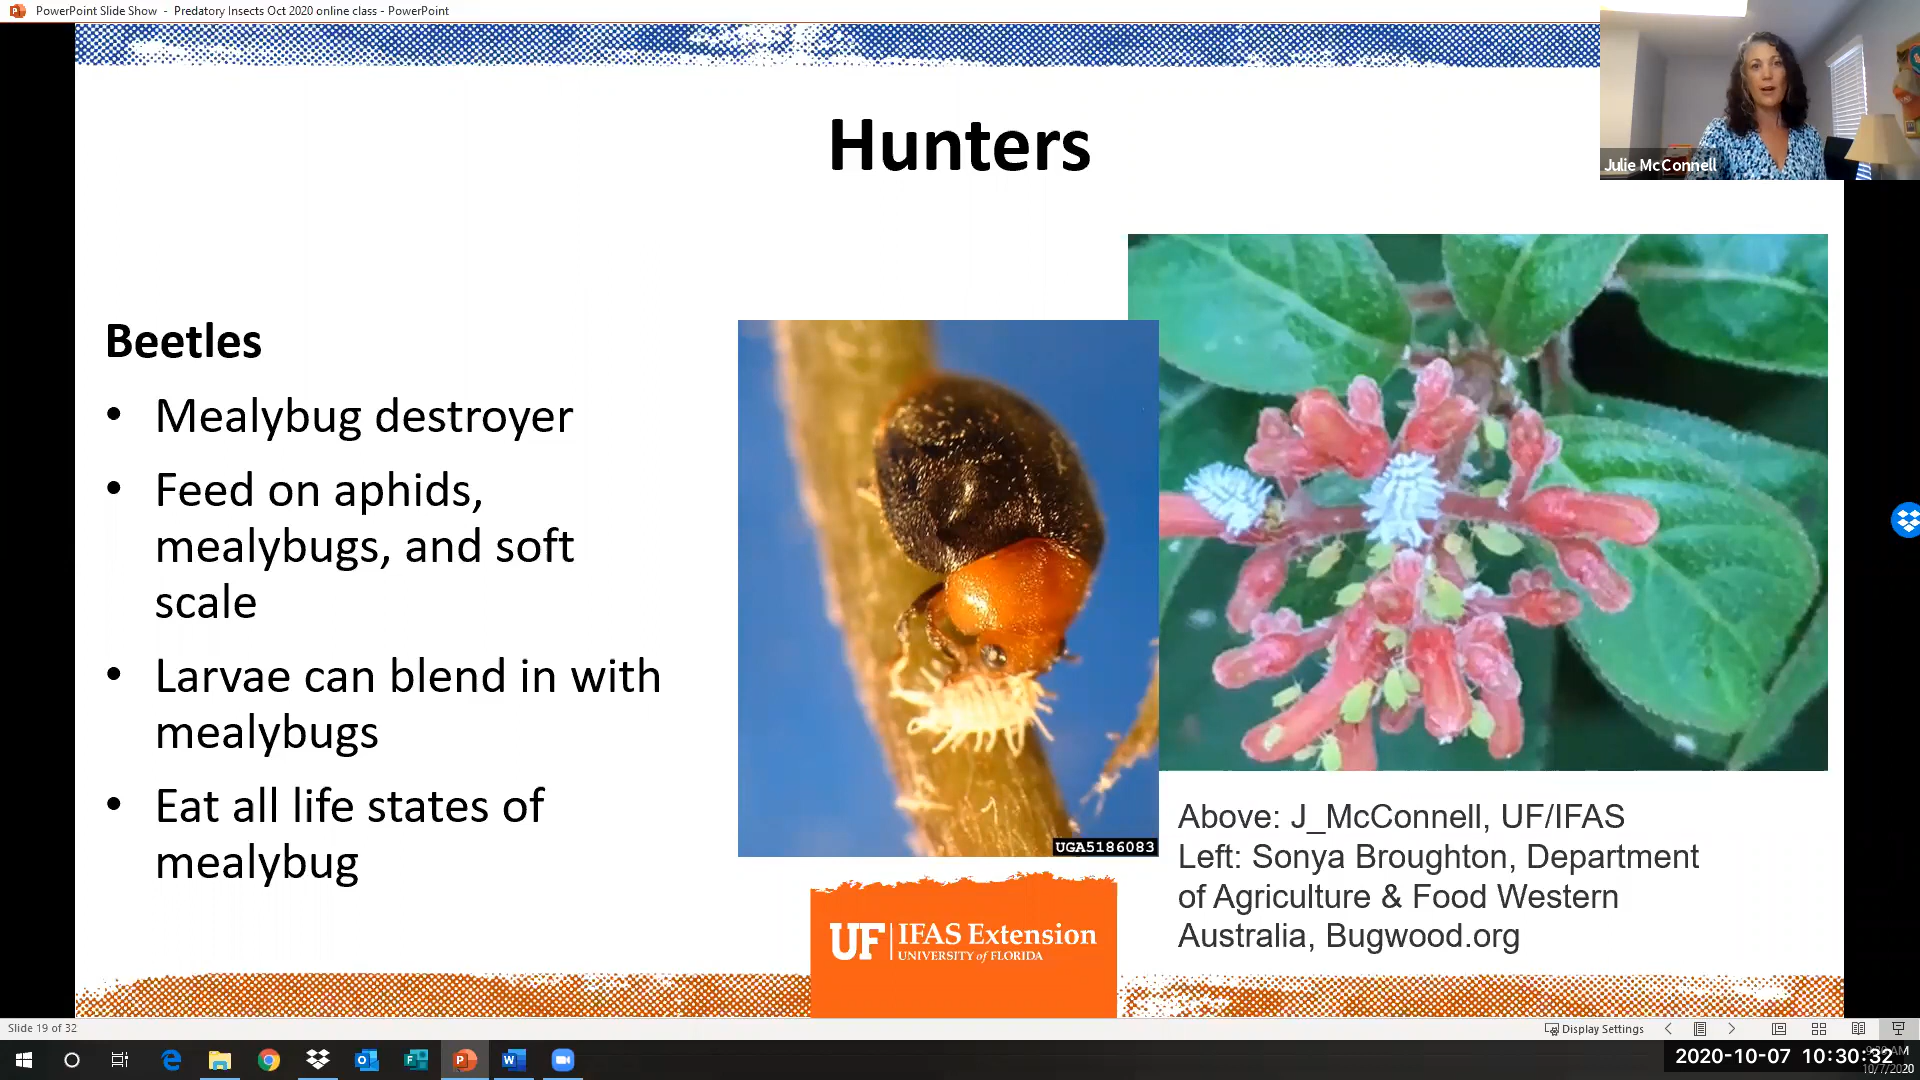 PowerPoint Slide Show - Predatory Insects Oct 2020 online class - PowerPoint
Hunters
Julie McConnell
Beetles
• Mealybug destroyer
• Feed on aphids,
mealybugs, and soft
scale
• Larvae can blend in with
mealybugs
• Eat all life states of
mealybug
UGA5186083
Above: J_McConnell, UF/IFAS
Left: Sonya Broughton, Department
of Agriculture & Food Western
Australia, Bugwood.org
UF IFAS Extension
UNIVERSITY of FLORIDA
Slide 19 of 32
Display Settings
2020-10-07 10:30:32
10/7/2020